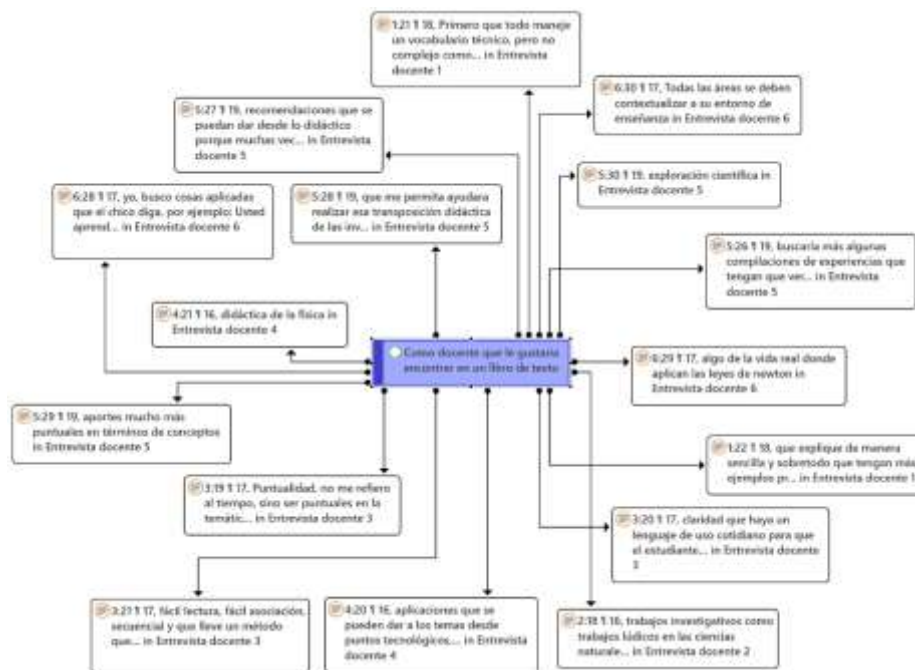 1:21 ¶ 18, Primero que todo maneje
un vocabulario técnico, pero no
complejo como... in Entrevista
docente 1
6:30 ¶ 17, Todas las áreas se deben
contextualizar a su entorno de
enseñanza in Entrevista docente 6
5:27 ¶ 19, recomendaciones que se
puedan dar desde lo didáctico
porque muchas vec... in Entrevista
docente 5
5:30 ¶ 19, exploración científica in
Entrevista docente 5
6:28 ¶ 17, yo, busco cosas aplicadas
que el chico diga, por ejemplo: Usted
aprend... in Entrevista docente 6
5:28 ¶ 19, que me permita ayudara
realizar esa transposición didáctica
de las inv... in Entrevista docente 5
5:26 ¶ 19, buscaría más algunas
compilaciones de experiencias que
tengan que ver... in Entrevista
docente 5
4:21 ¶ 16, didáctica de la física in
Entrevista docente 4
Como docente que le gustaría
encontrar en un libro de texto
6:29 ¶ 17, algo de la vida real donde
aplican las leyes de newton in
Entrevista docente 6
5:29 ¶ 19, aportes mucho más
puntuales en términos de conceptos
in Entrevista docente 5
1:22 ¶ 18, que explique de manera
sencilla y sobretodo que tengan más
ejemplos pr... in Entrevista docente 1
3:19 ¶ 17, Puntualidad, no me refiero
al tiempo, sino ser puntuales en la
temátic... in Entrevista docente 3
3:20 ¶ 17, claridad que haya un
lenguaje de uso cotidiano para que
el estudiante... in Entrevista docente
3
3:21 ¶ 17, fácil lectura, fácil asociación,
secuencial y que lleve un método
que... in Entrevista docente 3
4:20 ¶ 16, aplicaciones que se
pueden dar a los temas desde
puntos tecnológicos,... in Entrevista
docente 4
2:18 ¶ 16, trabajos investigativos como
trabajos lúdicos en las ciencias
naturale... in Entrevista docente 2